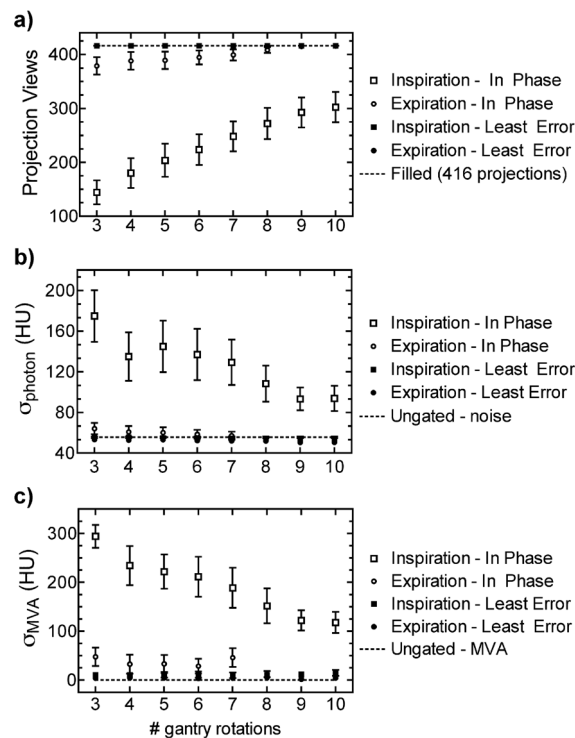 a)
400
300
200
100
Projection Views
3 4 5 6 7 8 9 10
Inspiration - In Phase
Expiration - In Phase
Inspiration - Least Error
Expiration - Least Error
Filled (416 projections)
b)
200
160
120
80
40
σphoton (HU)
3 4 5 6 7 8 9 10
Inspiration - In Phase
Expiration - In Phase
Inspiration - Least Error
Expiration - Least Error
Ungated - noise
c)
300
200
100
0
σMVA (HU)
3 4 5 6 7 8 9 10
# gantry rotations
Inspiration - In Phase
Expiration - In Phase
Inspiration - Least Error
Expiration - Least Error
Ungated - MVA